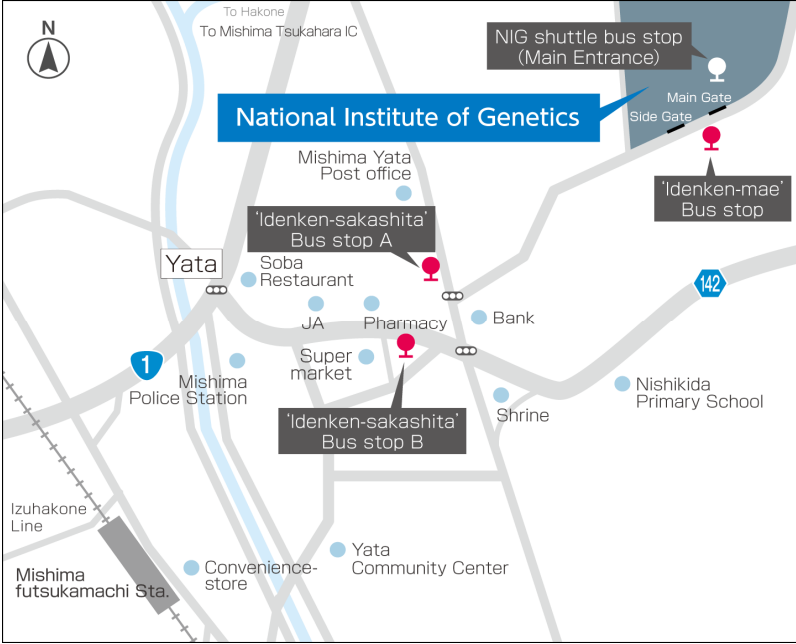 N
To Hakone
To Mishima Tsukahara IC
NIG shuttle bus stop
(Main Entrance)
National Institute of Genetics
Main Gate
Side Gate
Mishima Yata
Post office
'Idenken-mae'
Bus stop
'Idenken-sakashita'
Bus stop A
Yata
Soba
Restaurant
142
JA
Pharmacy
Bank
1
Mishima
Police Station
Super
market
Nishikida
Primary School
Shrine
'Idenken-sakashita'
Bus stop B
Izuhakone
Line
Mishima
futsukamachi Sta.
Convenience-
store
Yata
Community Center